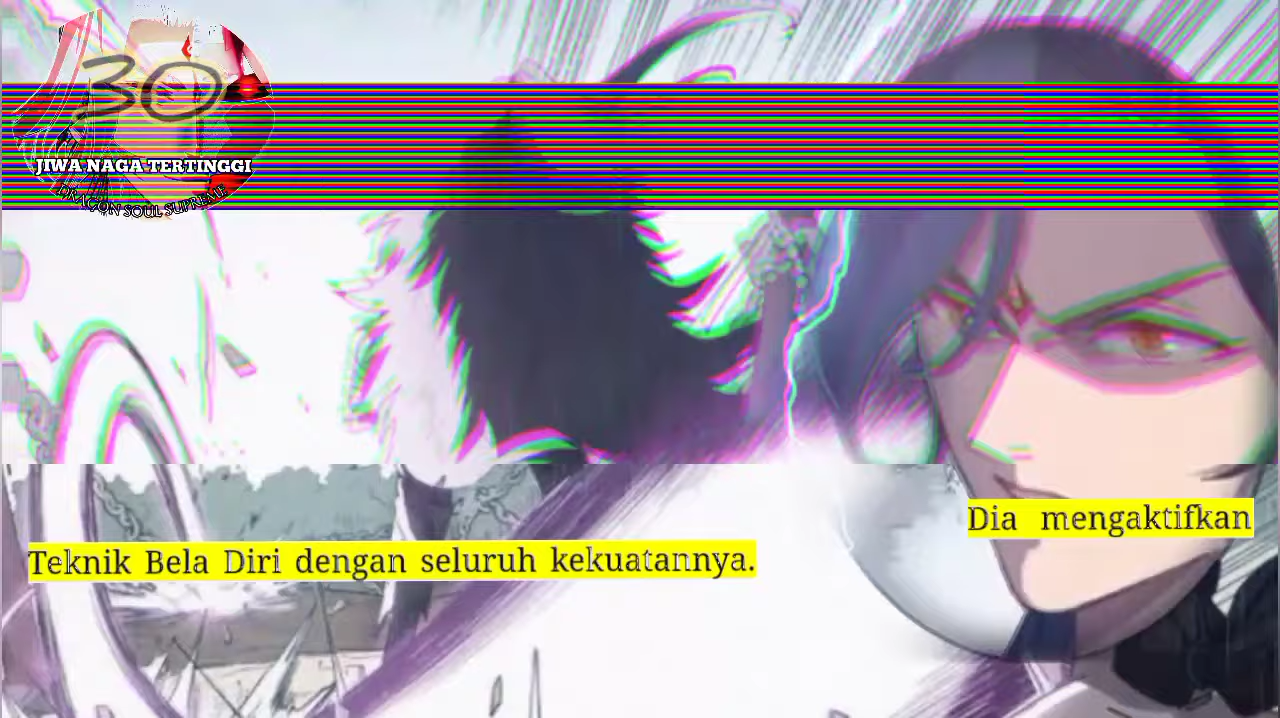 30
JIWA NAGA TERTINGGI
DRAGON SOUL SUPREME
Dia mengaktifkan
Teknik Bela Diri dengan seluruh kekuatannya.